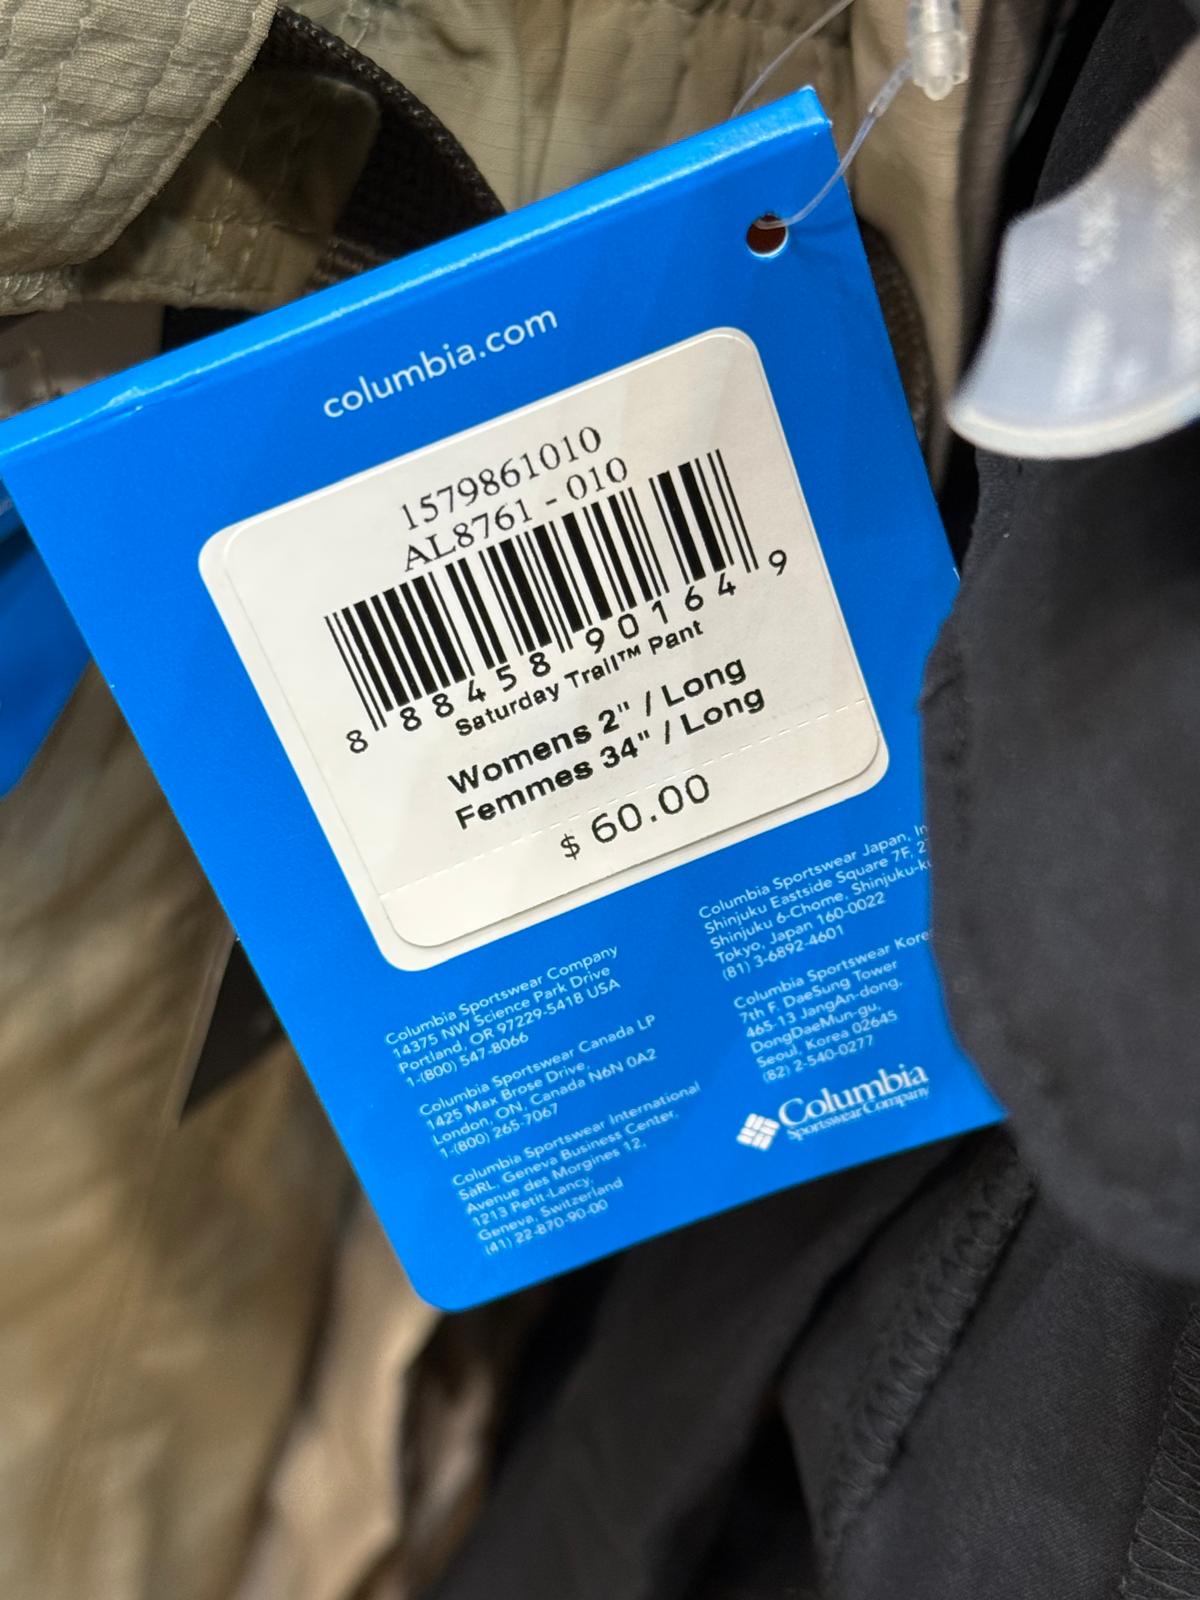 columbia.com
1579861010
AL8761 - 010
8 88458 90164 9
Saturday Trail™ Pant
Womens 2" / Long
Femmes 34" / Long
$ 60.00
Columbia Sportswear Company
14375 NW Science Park Drive
Portland, OR 97229-5418 USA
1-(800) 547-8066
Columbia Sportswear Canada LP
1425 Max Brose Drive,
London, ON, Canada N6N 0A2
1-(800) 265-7067
Columbia Sportswear International
SaRL, Geneva Business Center,
Avenue des Morgines 12,
1213 Petit-Lancy,
Geneva, Switzerland
(41) 22-870-90-00
Columbia Sportswear Japan,
Shinjuku Eastside Square 7F,
Shinjuku 6-Chome,
Tokyo, Japan 160-0022
(81) 3-6892-4601
Columbia Sportswear
7th F, DaeSung Tower
465-13 JangAn-dong,
DongDaeMun-gu,
Seoul, Korea 02645
(82) 2-540-0277
Columbia
Sportswear Company